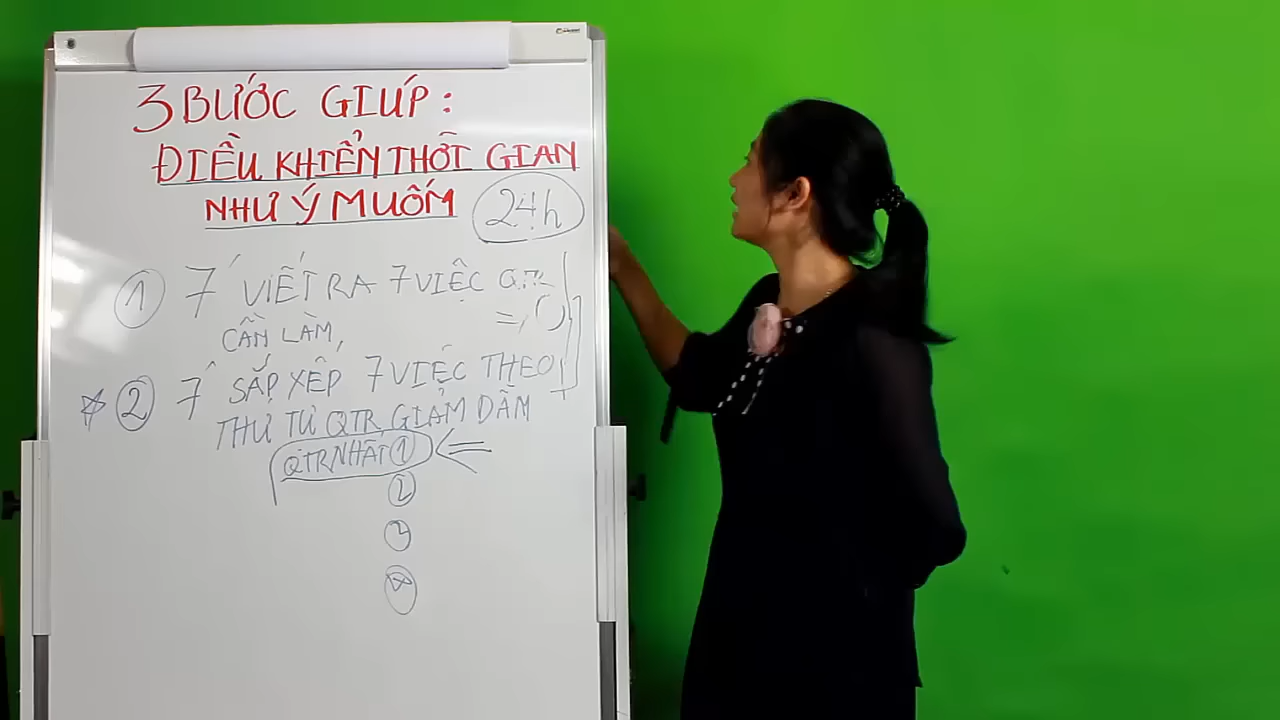 3 BƯỚC GIÚP:
ĐIỀU KHIỂN THỜI GIAN
NHƯ Ý MUỐN
24h
① 7' VIẾT RA 7 VIỆC QTR
CẦN LÀM,
② 7' SẮP XẾP 7 VIỆC THEO
THỨ TỰ QTR GIẢM DẦN
QTR NHẤT ①
②